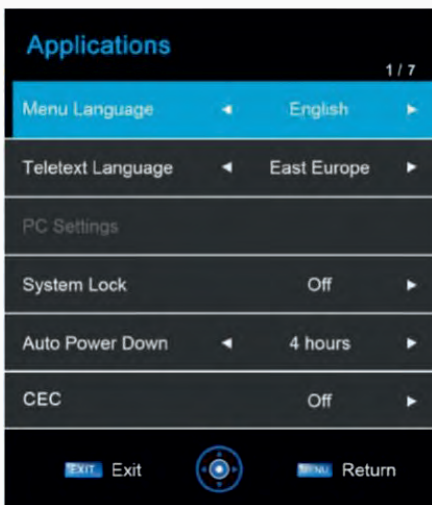 Applications
1 / 7
Menu Language ◄ English ►
Teletext Language ◄ East Europe ►
PC Settings
System Lock Off ►
Auto Power Down ◄ 4 hours ►
CEC Off ►
EXIT Exit MENU Return